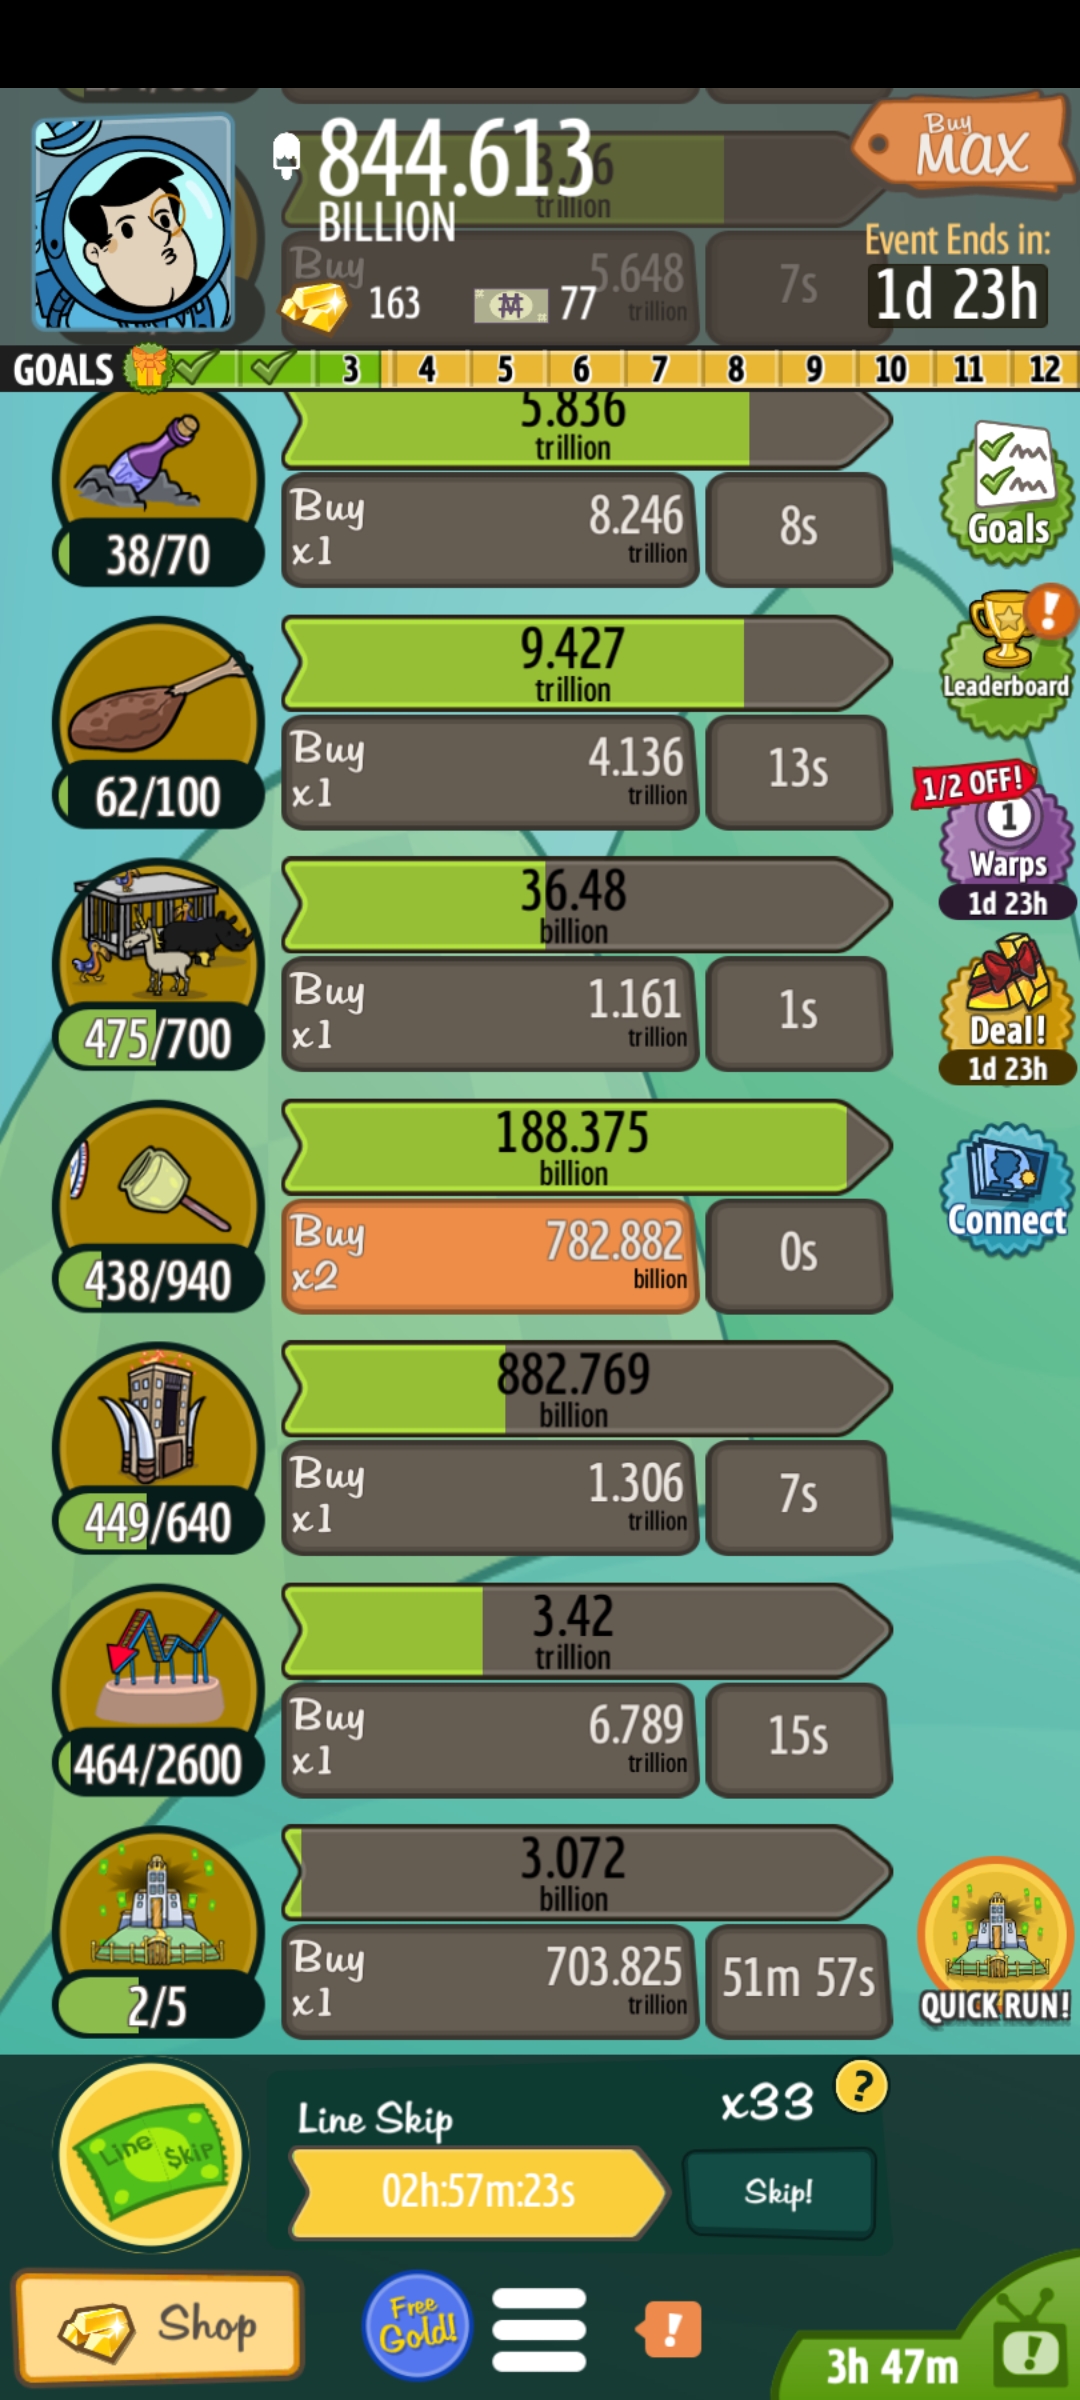 844.613
BILLION
Buy
MAX
3.36
trillion
Event Ends in:
1d 23h
163
77
Buy
5.648
trillion
7s
GOALS
3 4 5 6 7 8 9 10 11 12
5.836
trillion
38/70
Buy
x1
8.246
trillion
8s
Goals
9.427
trillion
62/100
Buy
x1
4.136
trillion
13s
!
Leaderboard
1/2 OFF!
1
Warps
1d 23h
36.48
billion
475/700
Buy
x1
1.161
trillion
1s
Deal!
1d 23h
188.375
billion
438/940
Buy
x2
782.882
billion
0s
Connect
882.769
billion
449/640
Buy
x1
1.306
trillion
7s
3.42
trillion
464/2600
Buy
x1
6.789
trillion
15s
3.072
billion
2/5
Buy
x1
703.825
trillion
51m 57s
QUICK RUN!
Line Skip
Line $kip
x33
?
02h:57m:23s
Skip!
Shop
Free
Gold!
!
3h 47m
!